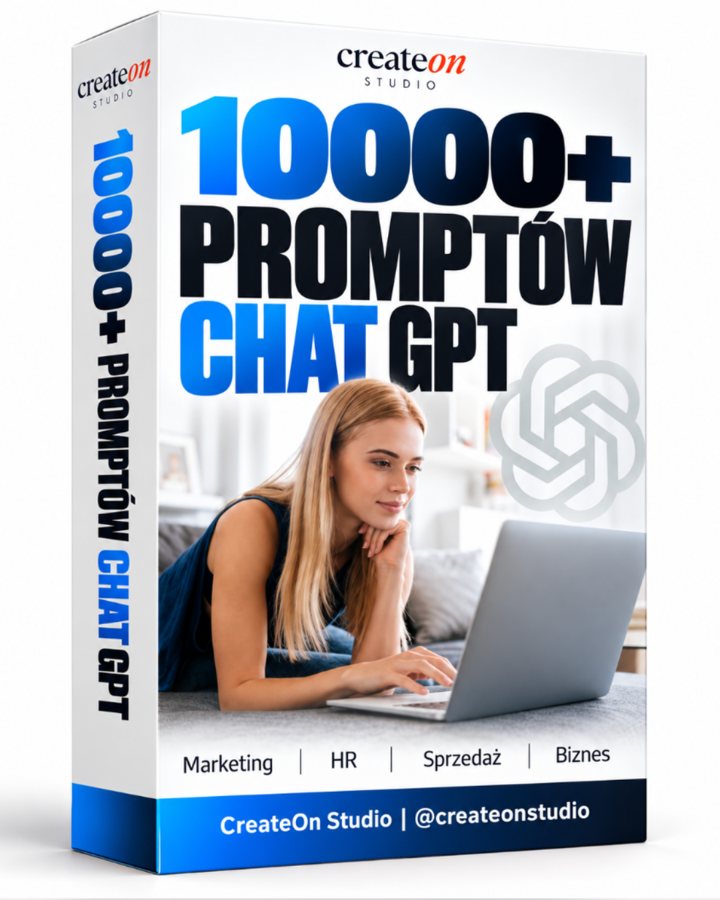 createon
STUDIO
10000+ PROMPTÓW CHAT GPT
createon
STUDIO
10000+
PROMPTÓW
CHAT GPT
Marketing | HR | Sprzedaż | Biznes
CreateOn Studio | @createonstudio